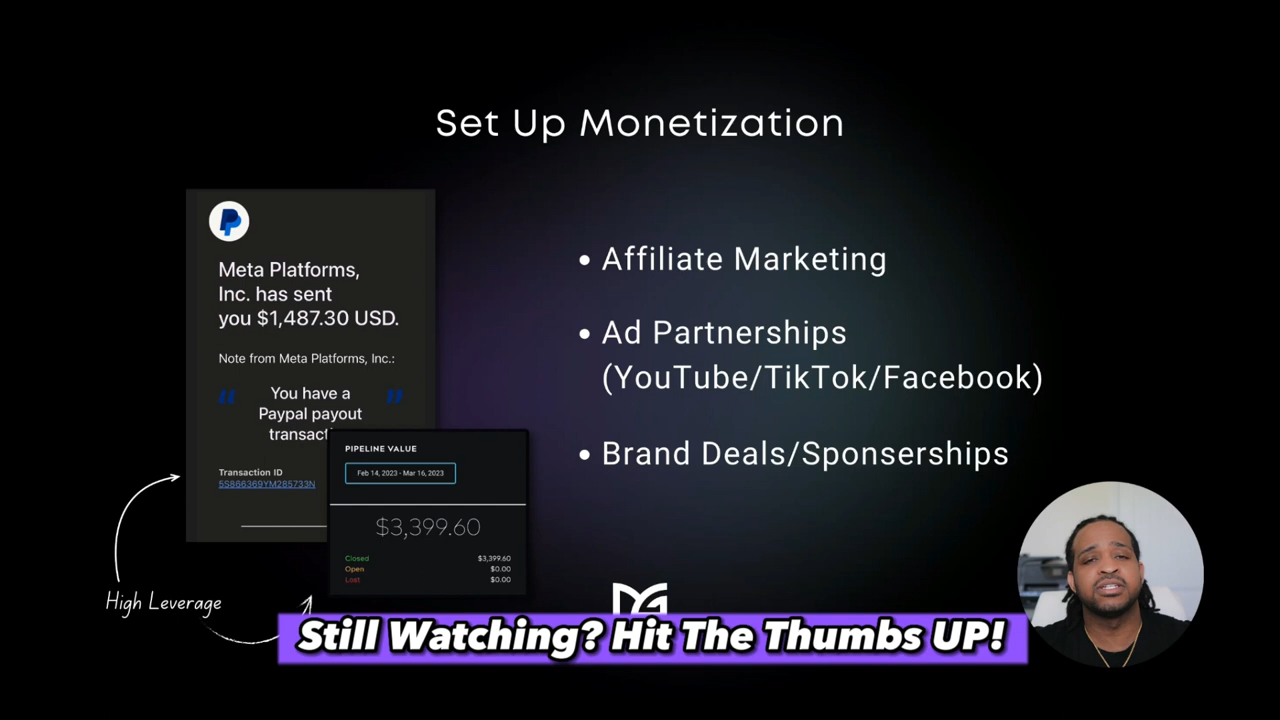 Set Up Monetization
Meta Platforms,
Inc. has sent
you $1,487.30 USD.
Note from Meta Platforms, Inc.:
“ You have a ”
Paypal payout
Transaction ID
5S866369YM285733N
PIPELINE VALUE
Feb 14, 2023 - Mar 16, 2023
$3,399.60
Closed $3,399.60
Open $0.00
Lost $0.00
High Leverage
• Affiliate Marketing
• Ad Partnerships
(YouTube/TikTok/Facebook)
• Brand Deals/Sponserships
Still Watching? Hit The Thumbs UP!